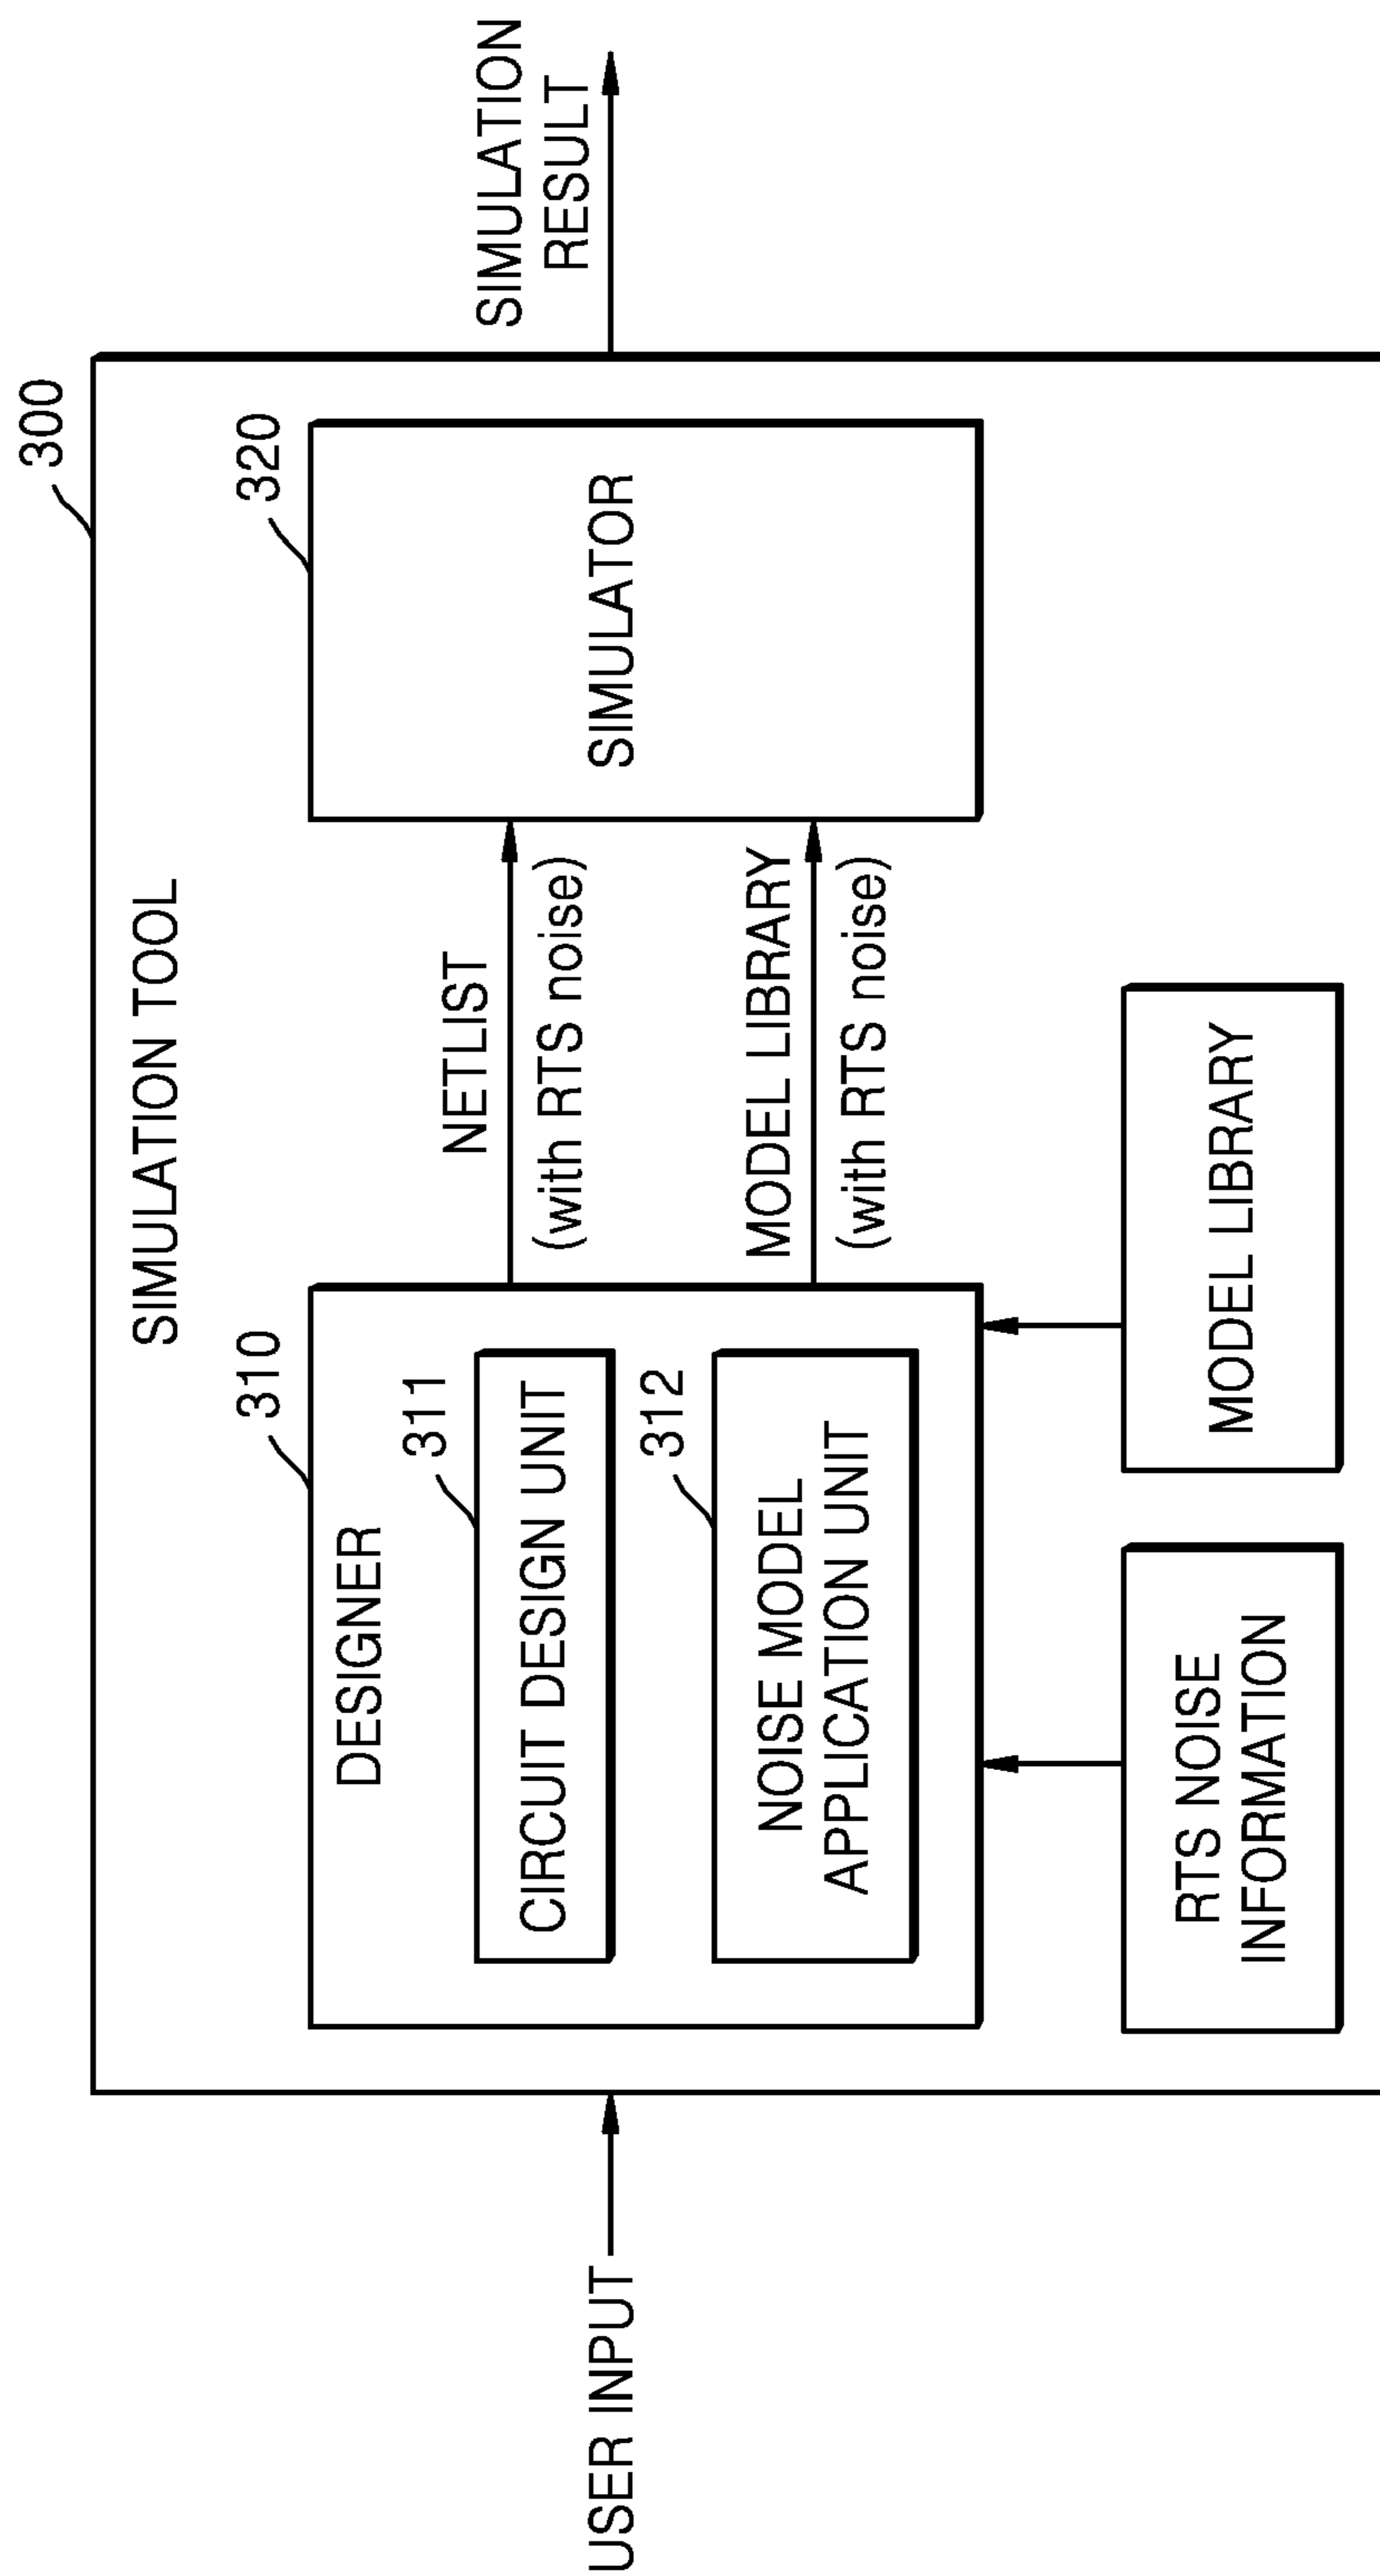 300
SIMULATION TOOL
310
DESIGNER
311
CIRCUIT DESIGN UNIT
312
NOISE MODEL
APPLICATION UNIT
USER INPUT
NETLIST
(with RTS noise)
MODEL LIBRARY
(with RTS noise)
320
SIMULATOR
SIMULATION
RESULT
RTS NOISE
INFORMATION
MODEL LIBRARY